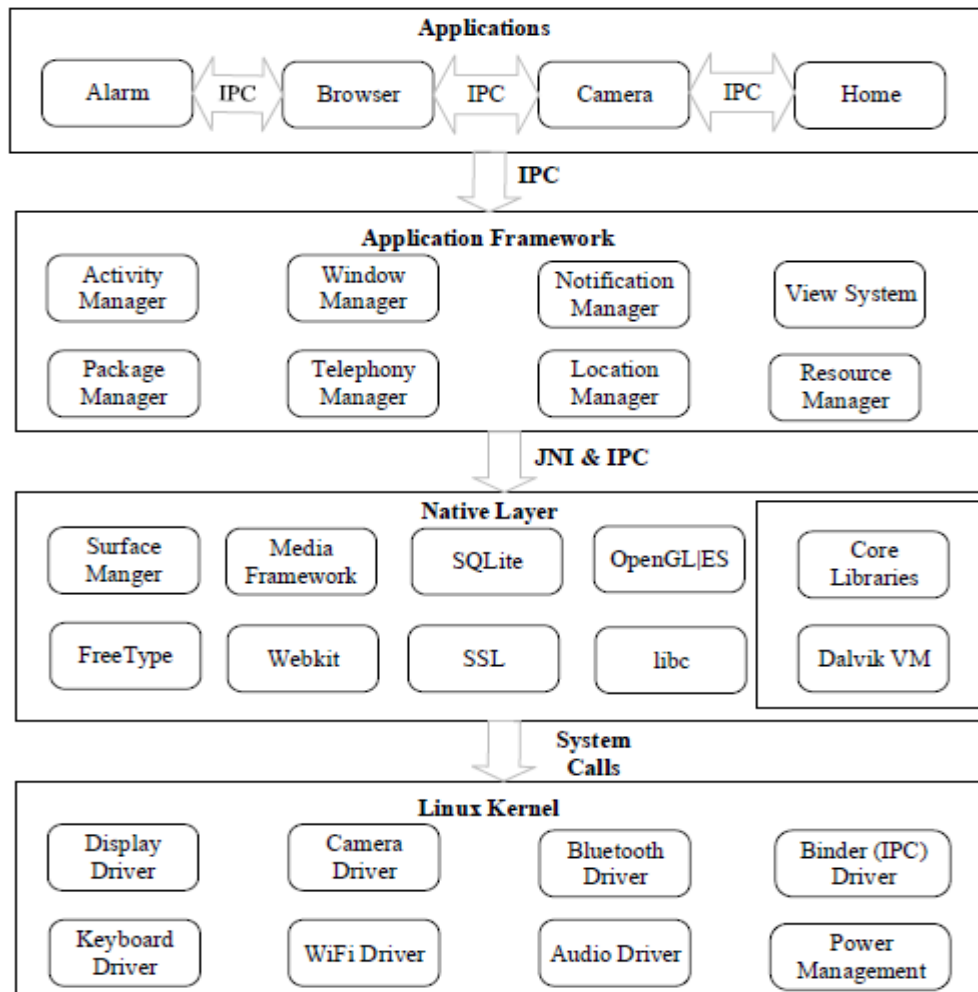 Applications
Alarm
IPC
Browser
IPC
Camera
IPC
Home
IPC
Application Framework
Activity
Manager
Window
Manager
Notification
Manager
View System
Package
Manager
Telephony
Manager
Location
Manager
Resource
Manager
JNI & IPC
Native Layer
Surface
Manger
Media
Framework
SQLite
OpenGL|ES
Core
Libraries
FreeType
Webkit
SSL
libc
Dalvik VM
System
Calls
Linux Kernel
Display
Driver
Camera
Driver
Bluetooth
Driver
Binder (IPC)
Driver
Keyboard
Driver
WiFi Driver
Audio Driver
Power
Management